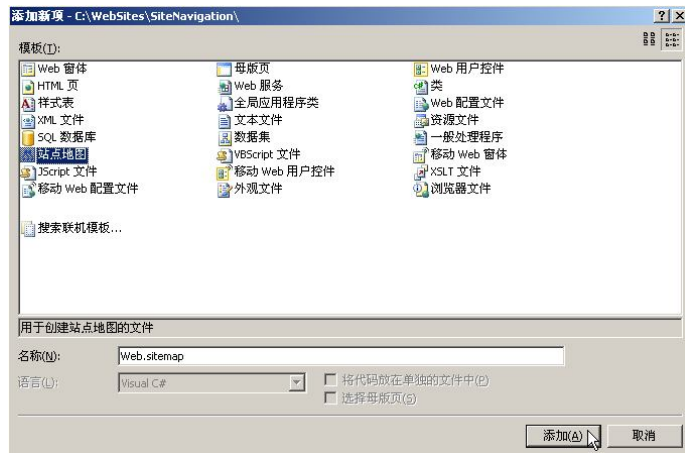 添加新项 - C:\WebSites\SiteNavigation\
模板(T):
Web 窗体 母版页 Web 用户控件
HTML 页 Web 服务 类
样式表 全局应用程序类 Web 配置文件
XML 文件 文本文件 资源文件
SQL 数据库 数据集 一般处理程序
站点地图 VBScript 文件 移动 Web 窗体
JScript 文件 移动 Web 用户控件 XSLT 文件
移动 Web 配置文件 外观文件 浏览器文件
搜索联机模板...
用于创建站点地图的文件
名称(N): Web.sitemap
语言(L): Visual C# 将代码放在单独的文件中(P)
选择母版页(S)
添加(A) 取消